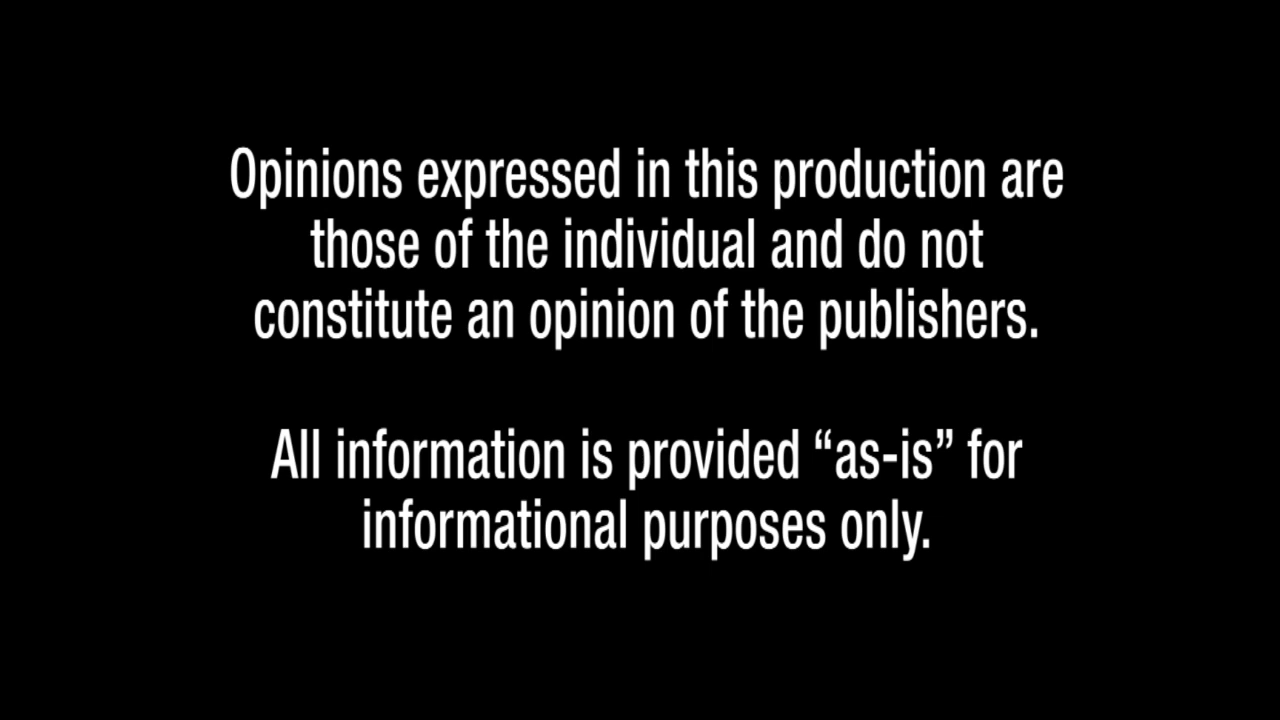 Opinions expressed in this production are
those of the individual and do not
constitute an opinion of the publishers.
All information is provided “as-is” for
informational purposes only.